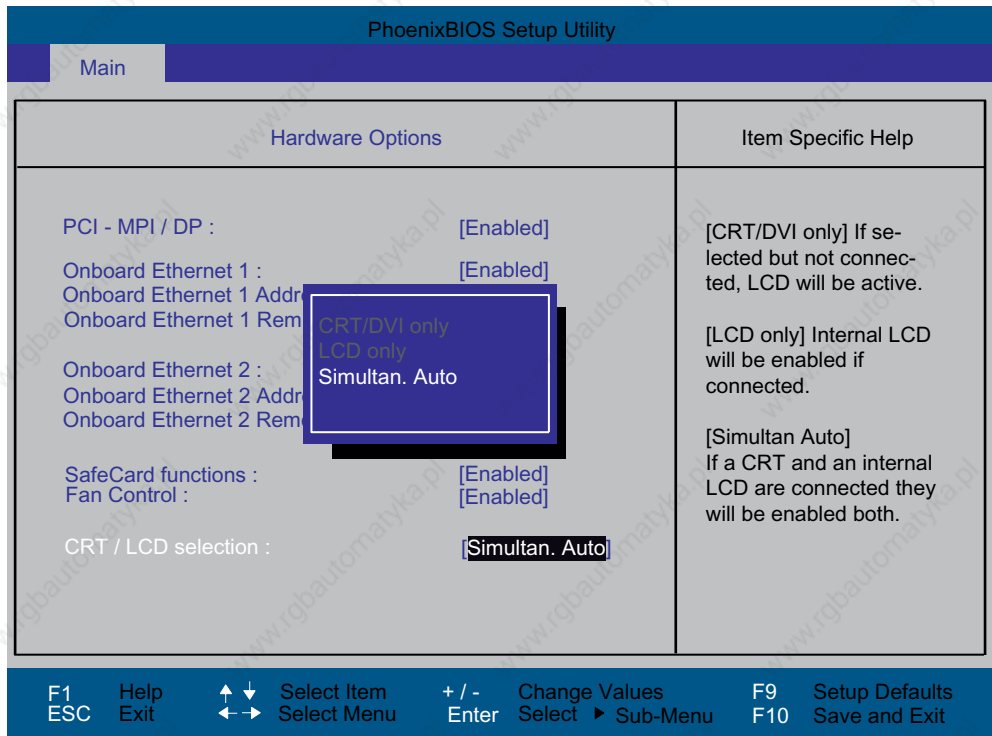 PhoenixBIOS Setup Utility
Main
Hardware Options
Item Specific Help
PCI - MPI / DP : [Enabled]
Onboard Ethernet 1 : [Enabled]
Onboard Ethernet 1 Addr
Onboard Ethernet 1 Rem
Onboard Ethernet 2 :
Onboard Ethernet 2 Addr
Onboard Ethernet 2 Rem
CRT/DVI only
LCD only
Simultan. Auto
SafeCard functions : [Enabled]
Fan Control : [Enabled]
CRT / LCD selection : [Simultan. Auto]
[CRT/DVI only] If se-
lected but not connec-
ted, LCD will be active.
[LCD only] Internal LCD
will be enabled if
connected.
[Simultan Auto]
If a CRT and an internal
LCD are connected they
will be enabled both.
F1 Help Select Item + / - Change Values F9 Setup Defaults
ESC Exit Select Menu Enter Select Sub-Menu F10 Save and Exit
www.rgbautomatyka.pl